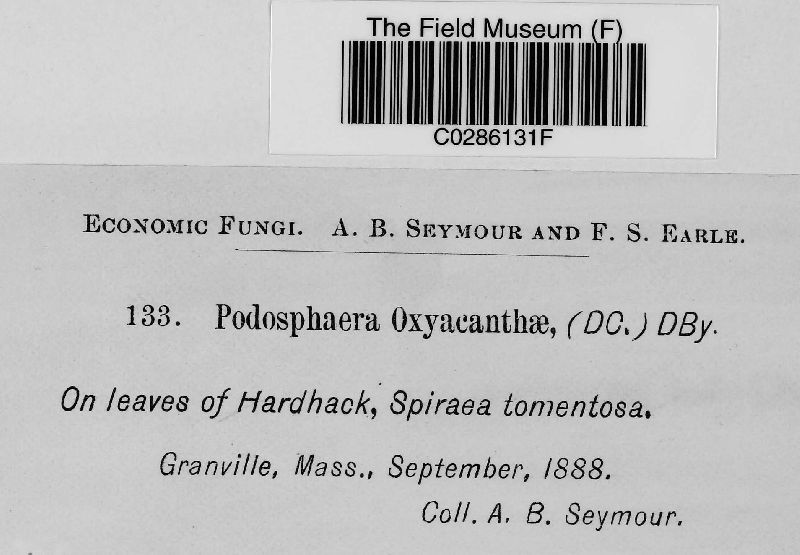 The Field Museum (F)
C0286131F
Economic Fungi. A. B. Seymour and F. S. Earle.
133. Podosphaera Oxyacanthæ, (DC.) DBy.
On leaves of Hardhack, Spiraea tomentosa.
Granville, Mass., September, 1888.
Coll. A. B. Seymour.